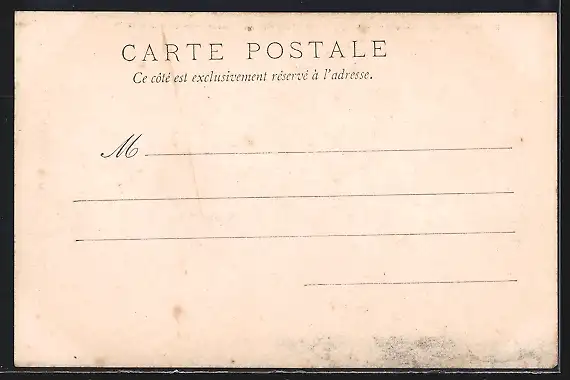 CARTE POSTALE
Ce côté est exclusivement réservé à l'adresse.
M